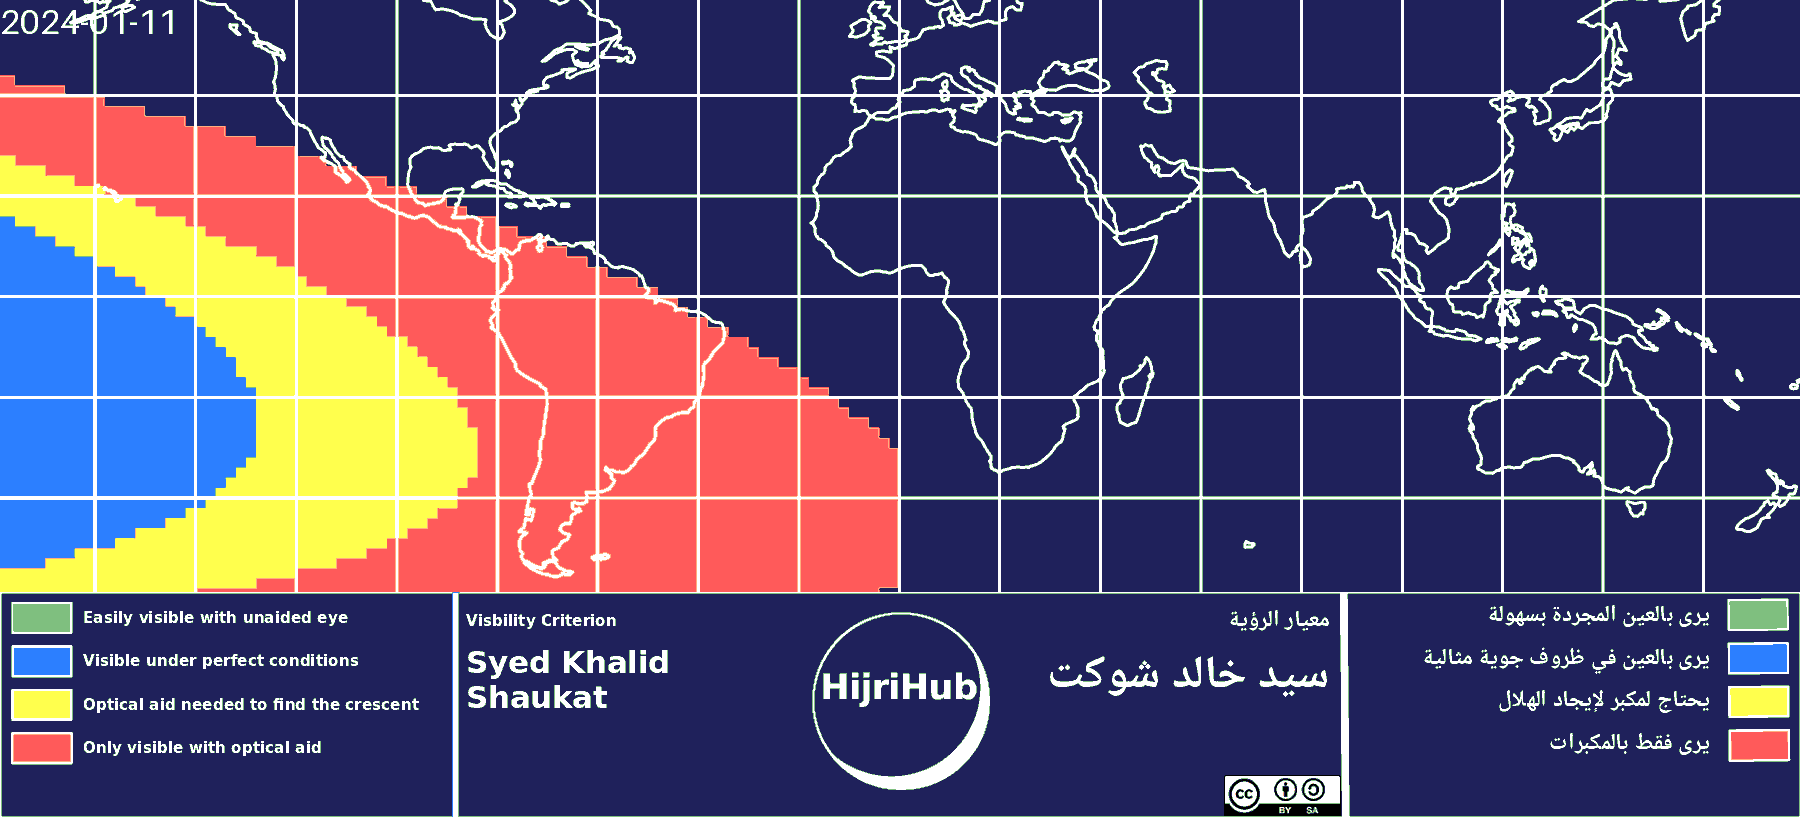 2024-01-11
Easily visible with unaided eye
Visible under perfect conditions
Optical aid needed to find the crescent
Only visible with optical aid
Visbility Criterion
Syed Khalid
Shaukat
HijriHub
معيار الرؤية
سيد خالد شوكت
cc
BY SA
يرى بالعين المجردة بسهولة
يرى بالعين في ظروف جوية مثالية
يحتاج لمكبر لإيجاد الهلال
يرى فقط بالمكبرات